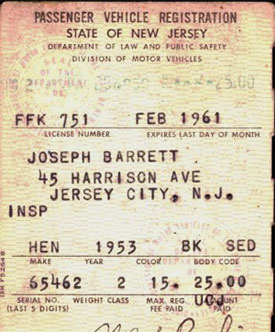 PASSENGER VEHICLE REGISTRATION
STATE OF NEW JERSEY
DEPARTMENT OF LAW AND PUBLIC SAFETY
DIVISION OF MOTOR VEHICLES
FFK 751 FEB 1961
LICENSE NUMBER EXPIRES LAST DAY OF MONTH
JOSEPH BARRETT
45 HARRISON AVE
JERSEY CITY, N.J.
INSP
HEN 1953 BK SED
MAKE YEAR COLOR BODY CODE
65462 2 15. 25.00
SERIAL NO. WEIGHT CLASS MAX. REG. AMOUNT
(LAST 5 DIGITS) FEE PAID UCJ PAID